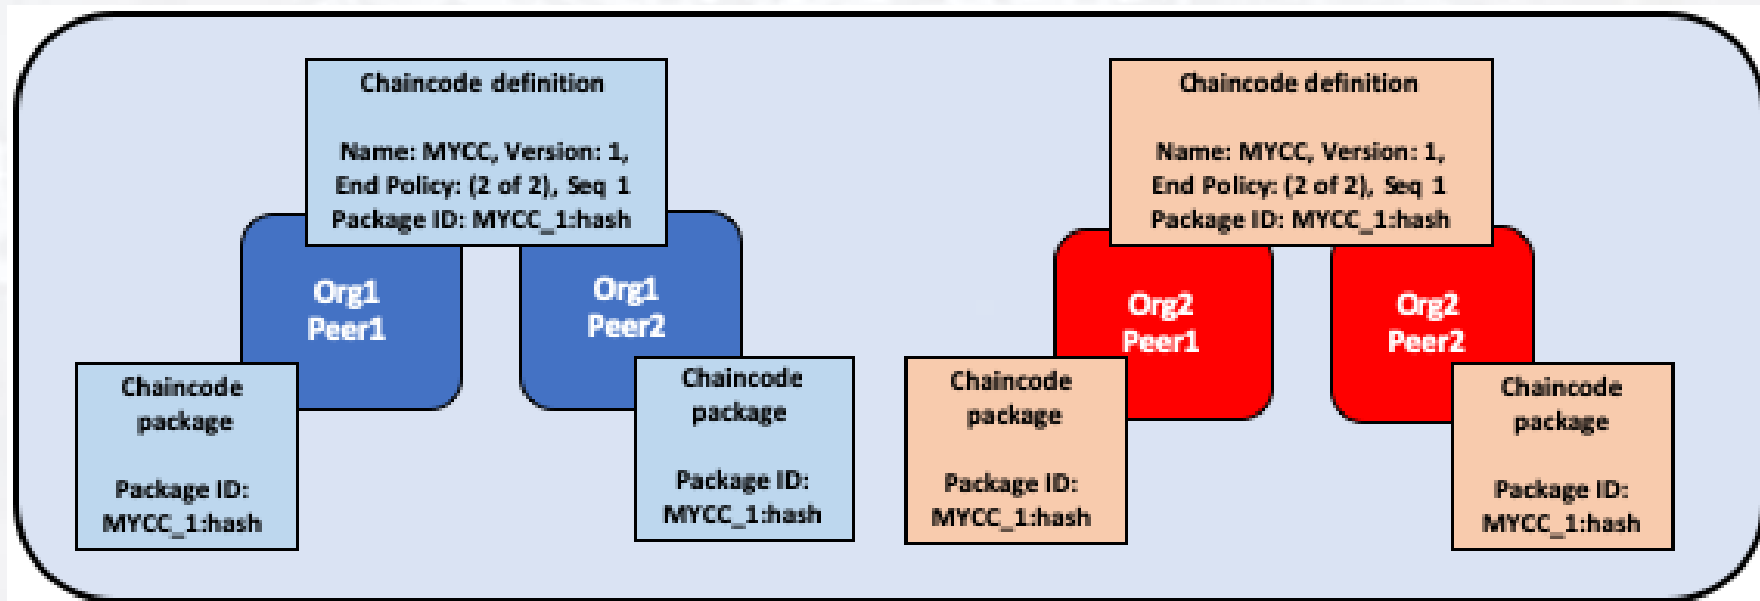 Chaincode definition
Name: MYCC, Version: 1,
End Policy: (2 of 2), Seq 1
Package ID: MYCC_1:hash
Org1
Peer1
Org1
Peer2
Chaincode
package
Package ID:
MYCC_1:hash
Chaincode
package
Package ID:
MYCC_1:hash
Chaincode definition
Name: MYCC, Version: 1,
End Policy: (2 of 2), Seq 1
Package ID: MYCC_1:hash
Org2
Peer1
Org2
Peer2
Chaincode
package
Package ID:
MYCC_1:hash
Chaincode
package
Package ID:
MYCC_1:hash